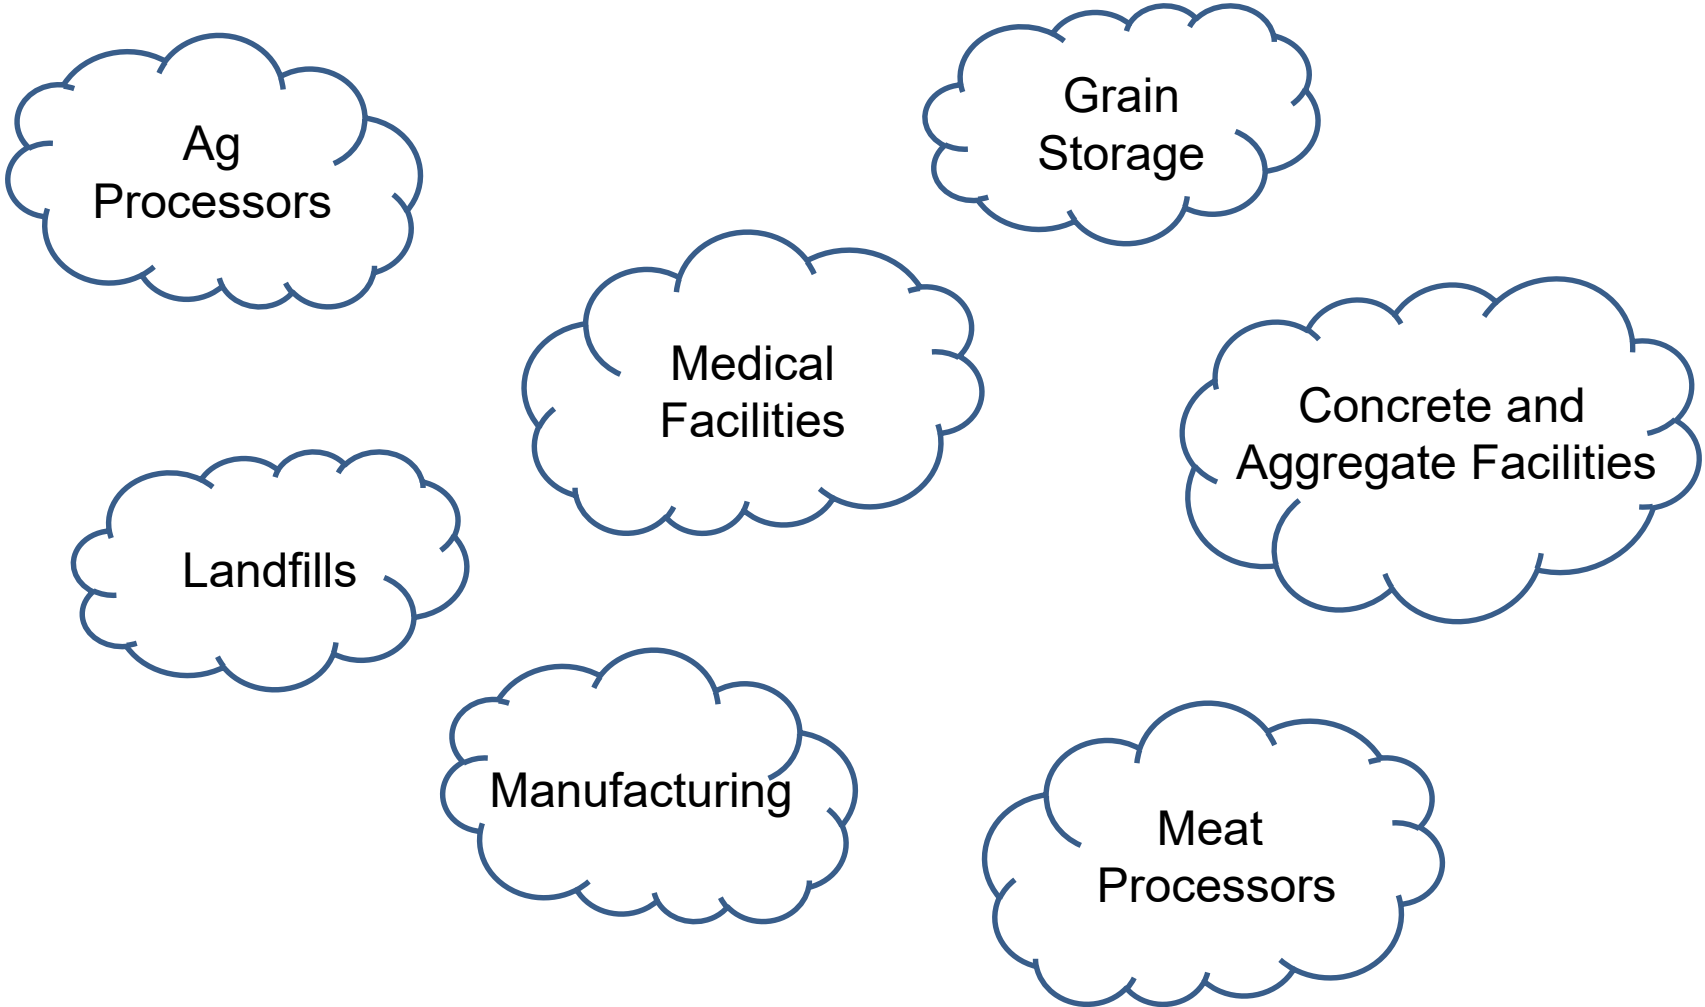 Ag
Processors
Grain
Storage
Medical
Facilities
Concrete and
Aggregate Facilities
Landfills
Manufacturing
Meat
Processors